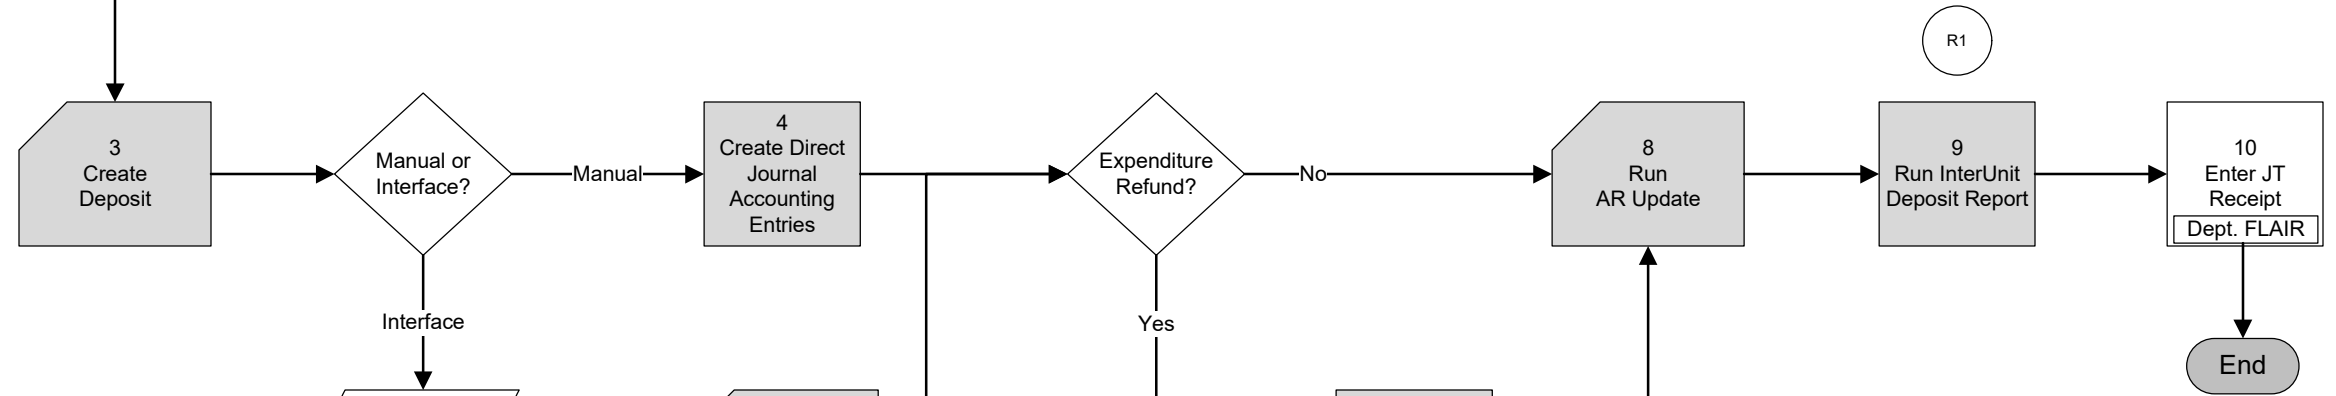 R1
3
Create
Deposit
Manual or
Interface?
Manual
4
Create Direct
Journal
Accounting
Entries
Expenditure
Refund?
No
8
Run
AR Update
9
Run InterUnit
Deposit Report
10
Enter JT
Receipt
Dept. FLAIR
Interface
Yes
End